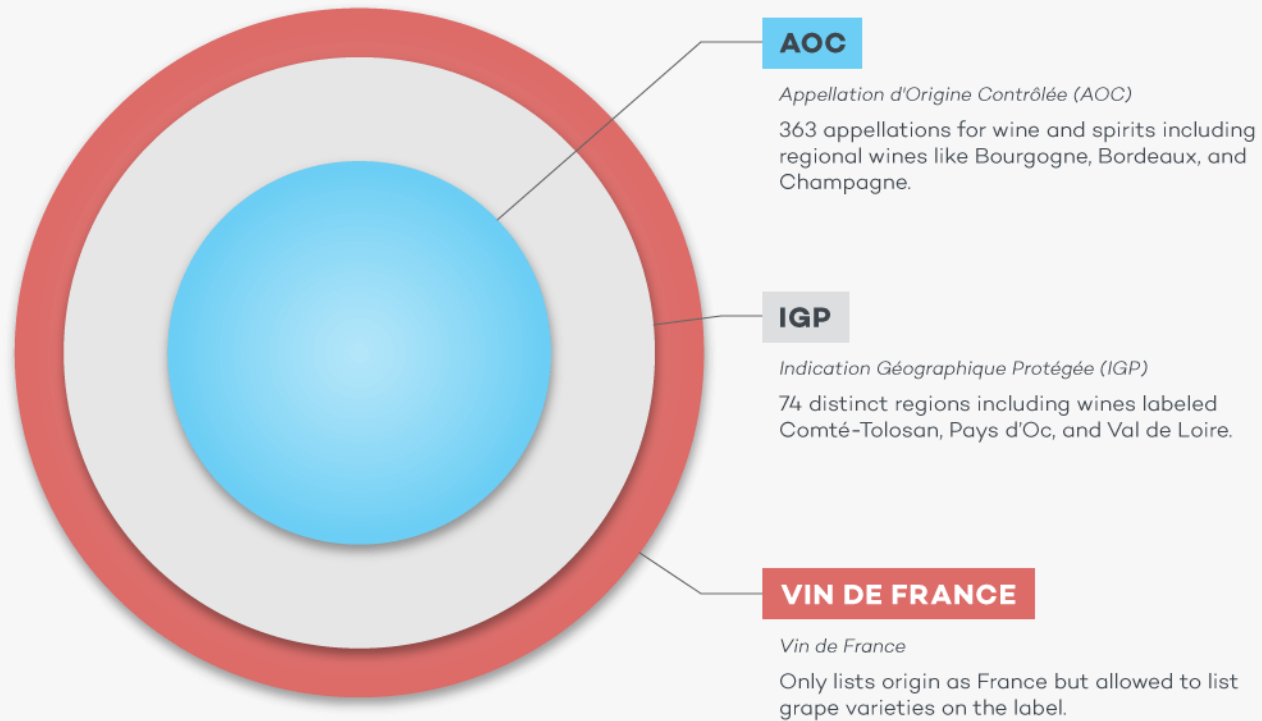 AOC
Appellation d'Origine Contrôlée (AOC)
363 appellations for wine and spirits including
regional wines like Bourgogne, Bordeaux, and
Champagne.
IGP
Indication Géographique Protégée (IGP)
74 distinct regions including wines labeled
Comté-Tolosan, Pays d'Oc, and Val de Loire.
VIN DE FRANCE
Vin de France
Only lists origin as France but allowed to list
grape varieties on the label.